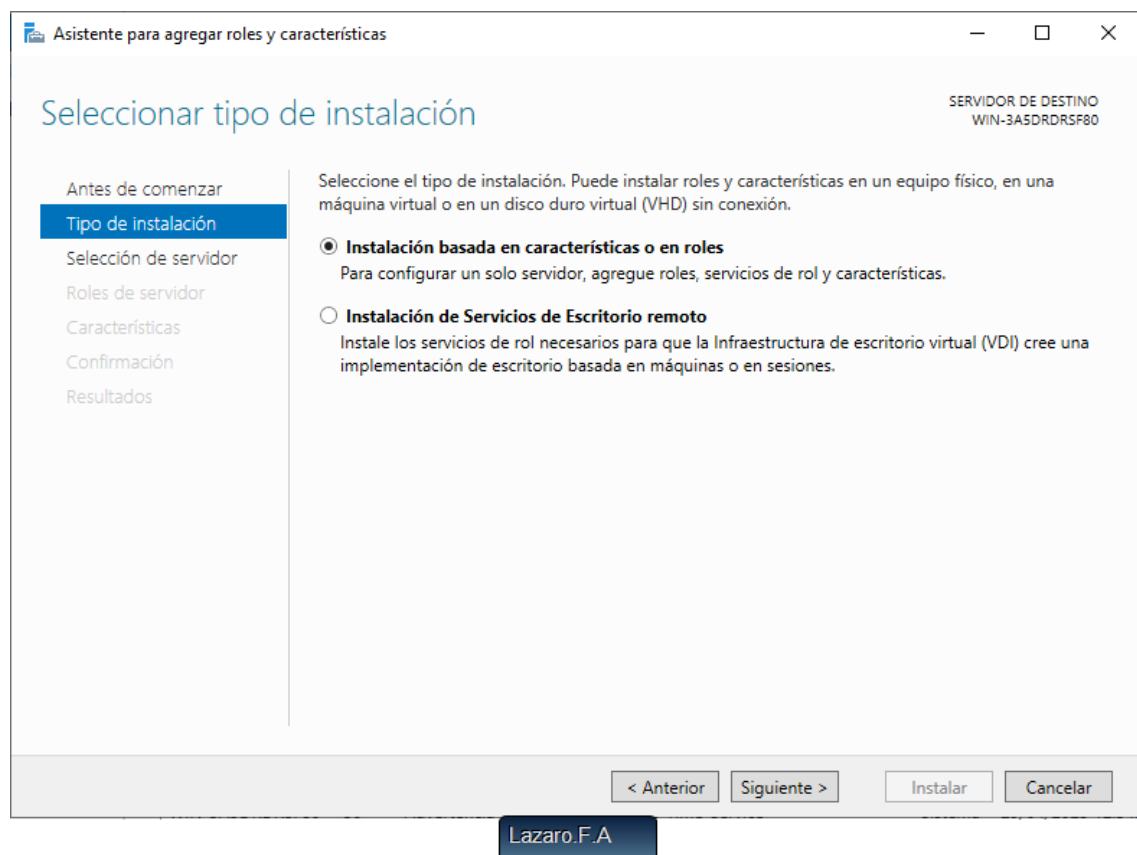 Asistente para agregar roles y características
Seleccionar tipo de instalación
SERVIDOR DE DESTINO
WIN-3A5DRDRSF80
Antes de comenzar
Tipo de instalación
Selección de servidor
Roles de servidor
Características
Confirmación
Resultados
Seleccione el tipo de instalación. Puede instalar roles y características en un equipo físico, en una
máquina virtual o en un disco duro virtual (VHD) sin conexión.
Instalación basada en características o en roles
Para configurar un solo servidor, agregue roles, servicios de rol y características.
Instalación de Servicios de Escritorio remoto
Instale los servicios de rol necesarios para que la Infraestructura de escritorio virtual (VDI) cree una
implementación de escritorio basada en máquinas o en sesiones.
< Anterior
Siguiente >
Instalar
Cancelar
Lazaro.F.A